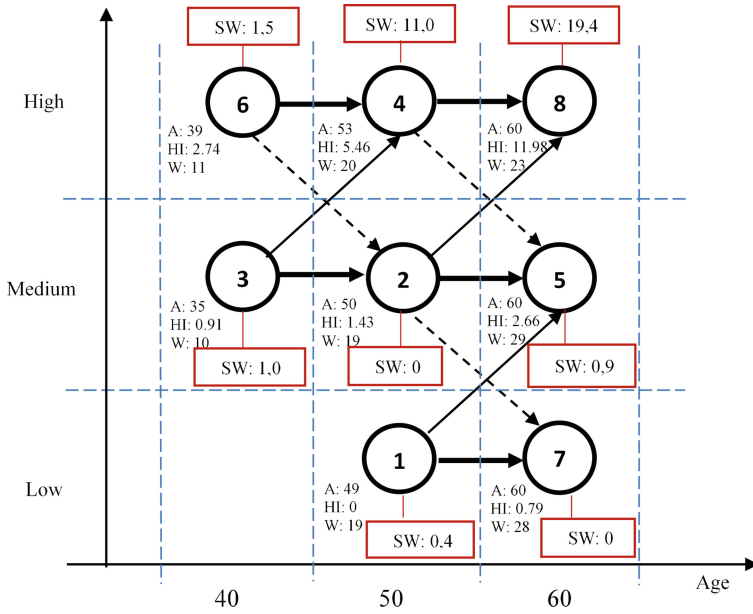 SW: 1,5
SW: 11,0
SW: 19,4
High
6
4
8
A: 39
HI: 2.74
W: 11
A: 53
HI: 5.46
W: 20
A: 60
HI: 11.98
W: 23
Medium
3
2
5
A: 35
HI: 0.91
W: 10
A: 50
HI: 1.43
W: 19
A: 60
HI: 2.66
W: 29
SW: 1,0
SW: 0
SW: 0,9
Low
1
7
A: 49
HI: 0
W: 19
A: 60
HI: 0.79
W: 28
SW: 0,4
SW: 0
40
50
60
Age